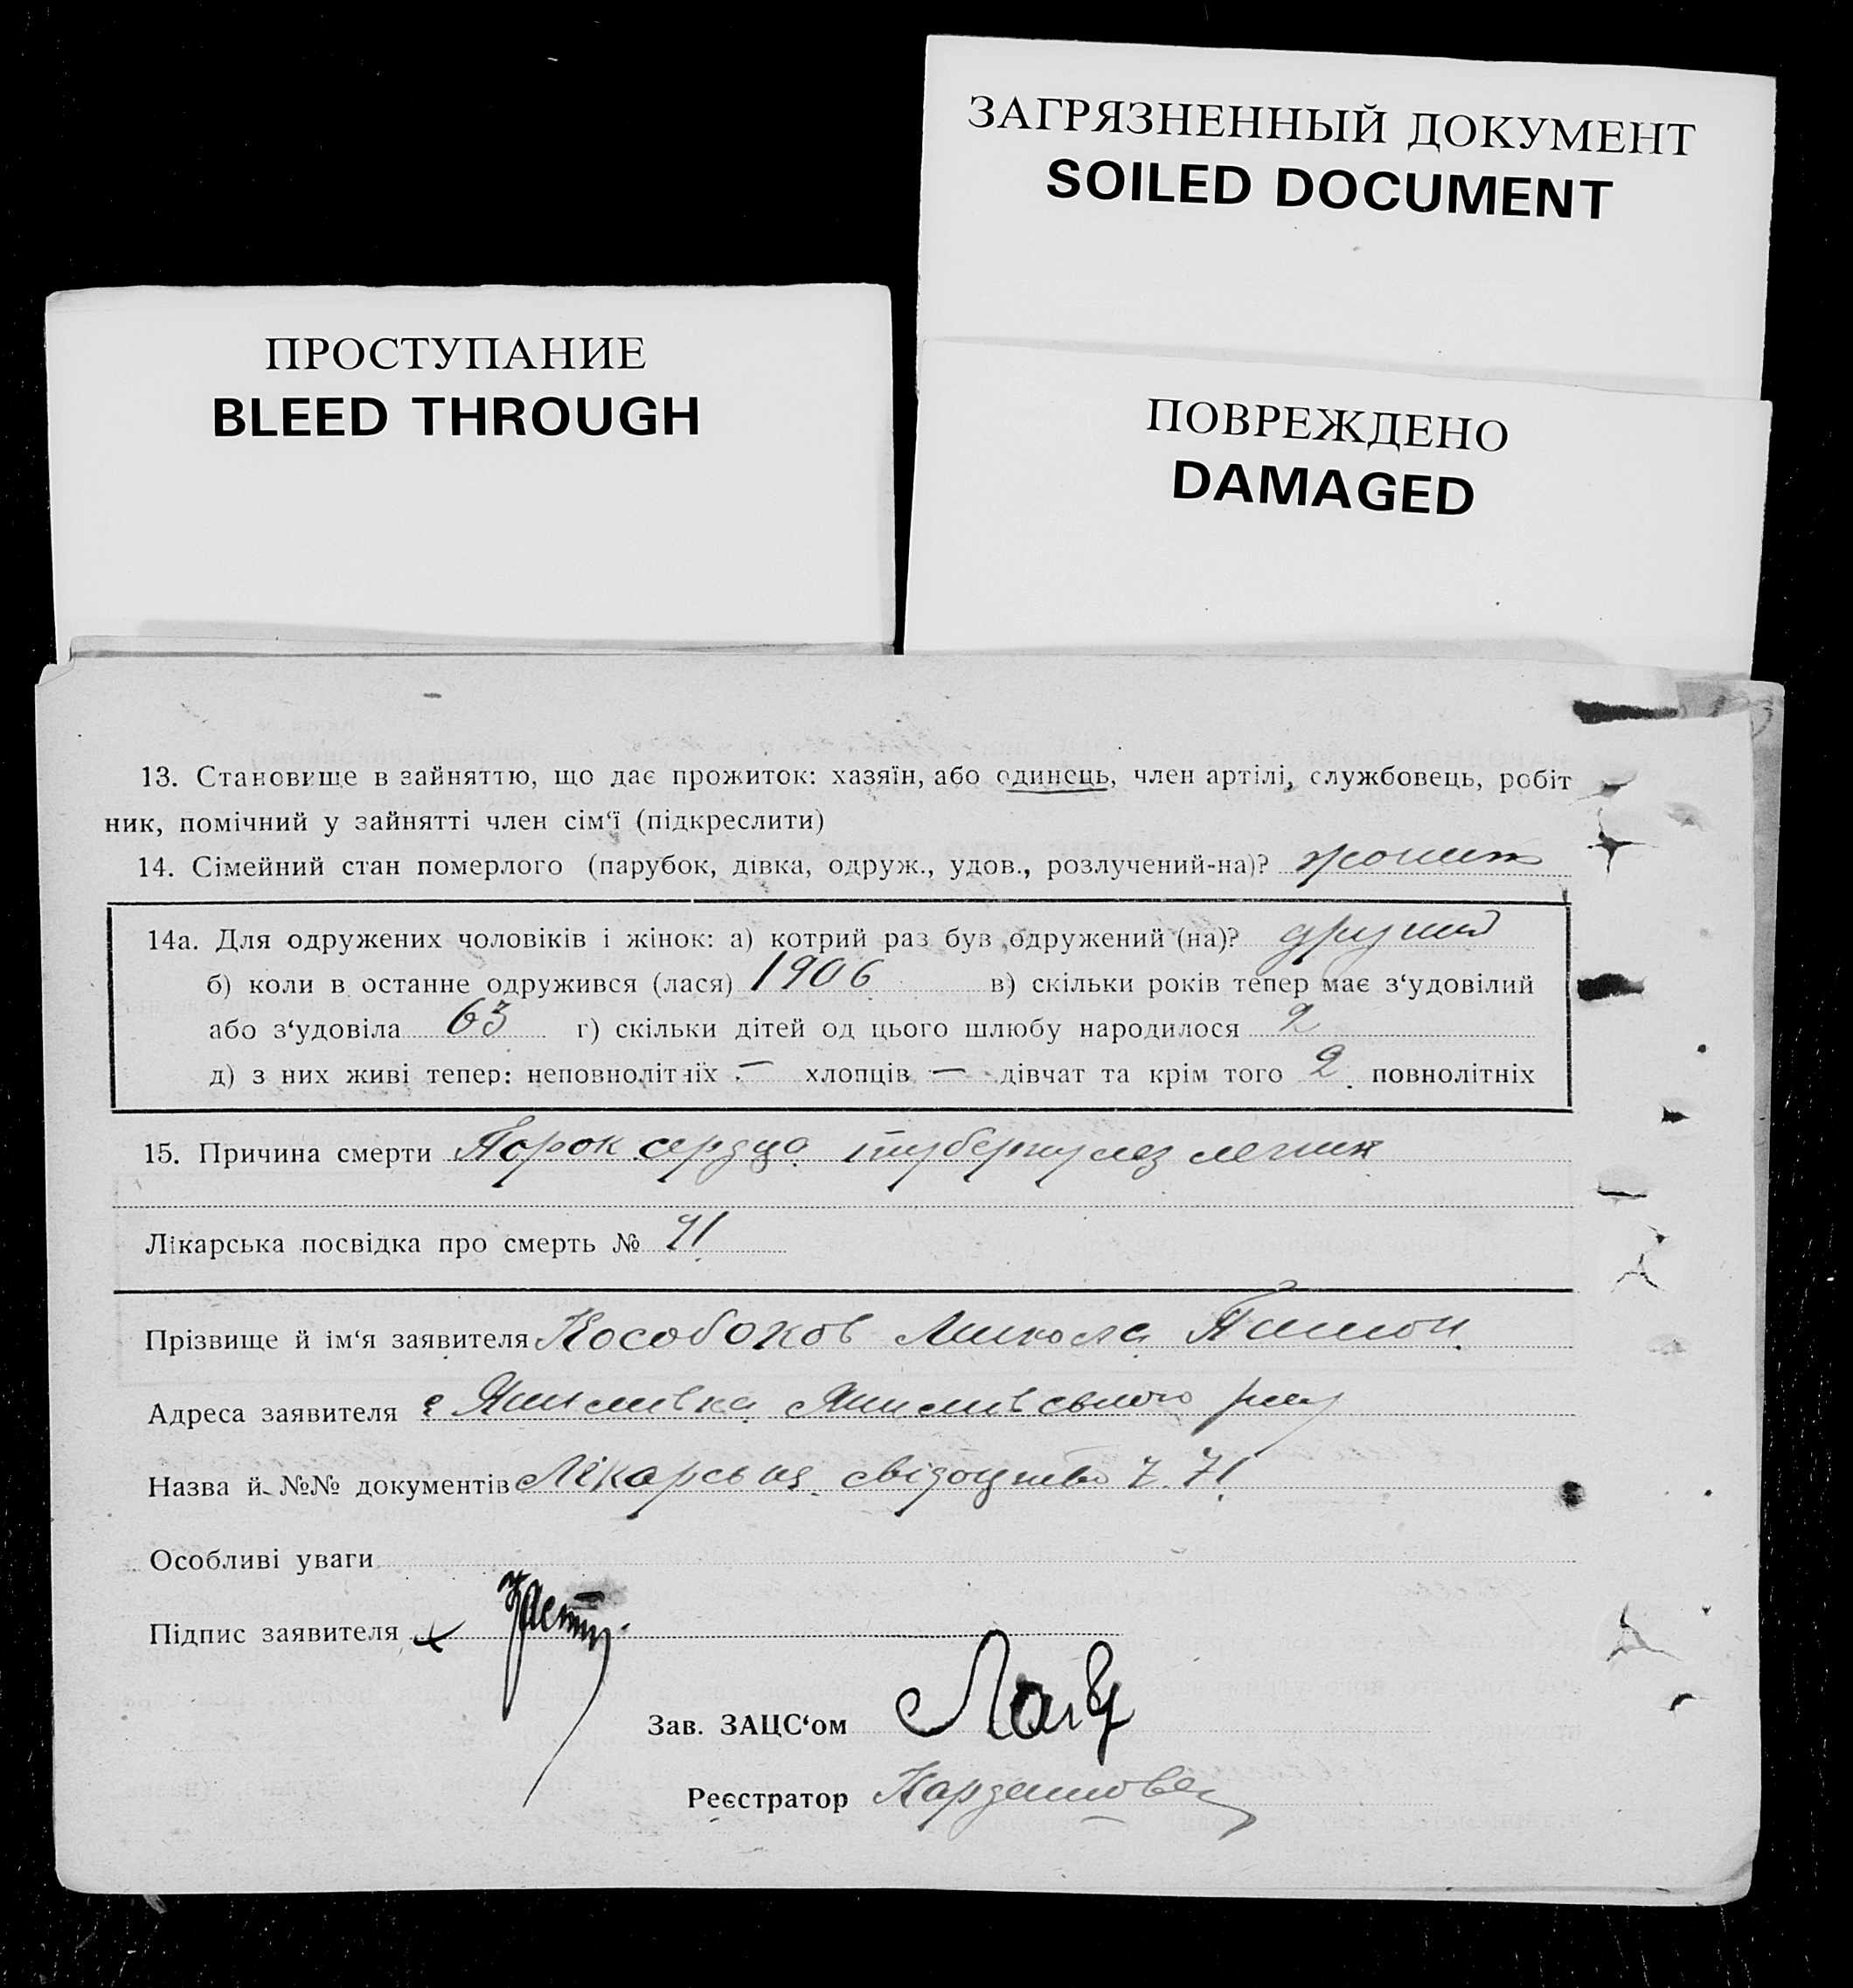 ЗАГРЯЗНЕННЫЙ ДОКУМЕНТ
SOILED DOCUMENT
ПРОСТУПАНИЕ
BLEED THROUGH
ПОВРЕЖДЕНО
DAMAGED
13. Становище в зайняттю, що дає прожиток: хазяїн, або одинець, член артілі, службовець, робіт
ник, помічний у зайнятті член сім‘ї (підкреслити)
14. Сімейний стан померлого (парубок, дівка, одруж., удов., розлучений-на)?
14а. Для одружених чоловіків і жінок: а) котрий раз був одружений (на)? другий
б) коли в останне одружився (лася) 1906 в) скільки років тепер має з‘удовілий
або з‘удовіла 63 г) скільки дітей од цього шлюбу народилося 2
д) з них живі тепер: неповнолітніх — хлопців — дівчат та крім того 2 повнолітніх
15. Причина смерти Порок сердца туберкулез легких
Лікарська посвідка про смерть №
Прізвище й ім‘я заявителя Кособоков Микола
Адреса заявителя с
Назва й №№ документів Лікарська свідоцтво
Особливі уваги
Підпис заявителя
Зав. ЗАЦС‘ом
Реєстратор